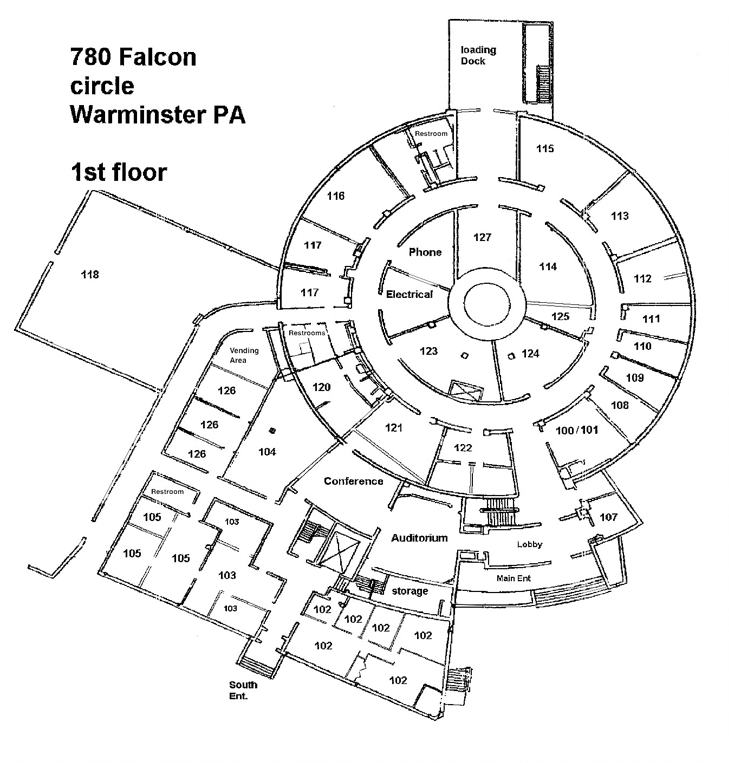 780 Falcon
circle
Warminster PA
1st floor
loading
Dock
Restroom
115
116
113
117
127
Phone
114
112
118
117
Electrical
111
125
110
Restrooms
Vending
Area
123
124
109
120
126
108
121
100/101
126
122
104
126
Conference
Restroom
107
105
103
Auditorium
Lobby
105
105
103
Main Ent
storage
103
102
102
102
102
102
102
South
Ent.